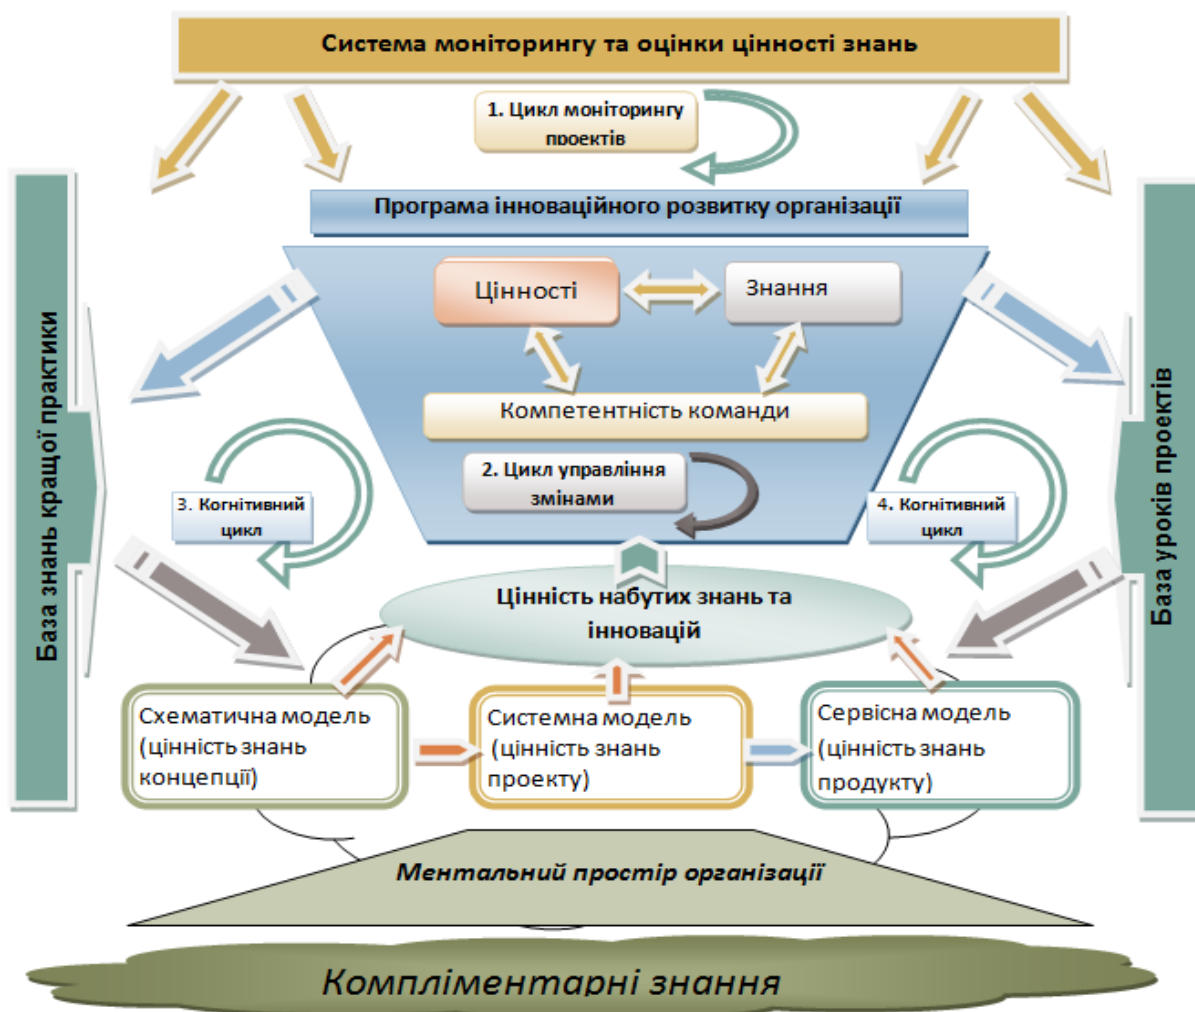 Система моніторингу та оцінки цінності знань
1. Цикл моніторингу
проектів
Програма інноваційного розвитку організації
Цінності
Знання
Компетентність команди
2. Цикл управління
змінами
База знань кращої практики
3. Когнітивний
цикл
4. Когнітивний
цикл
База уроків проектів
Цінність набутих знань та
інновацій
Схематична модель
(цінність знань
концепції)
Системна модель
(цінність знань
проекту)
Сервісна модель
(цінність знань
продукту)
Ментальний простір організації
Компліментарні знання